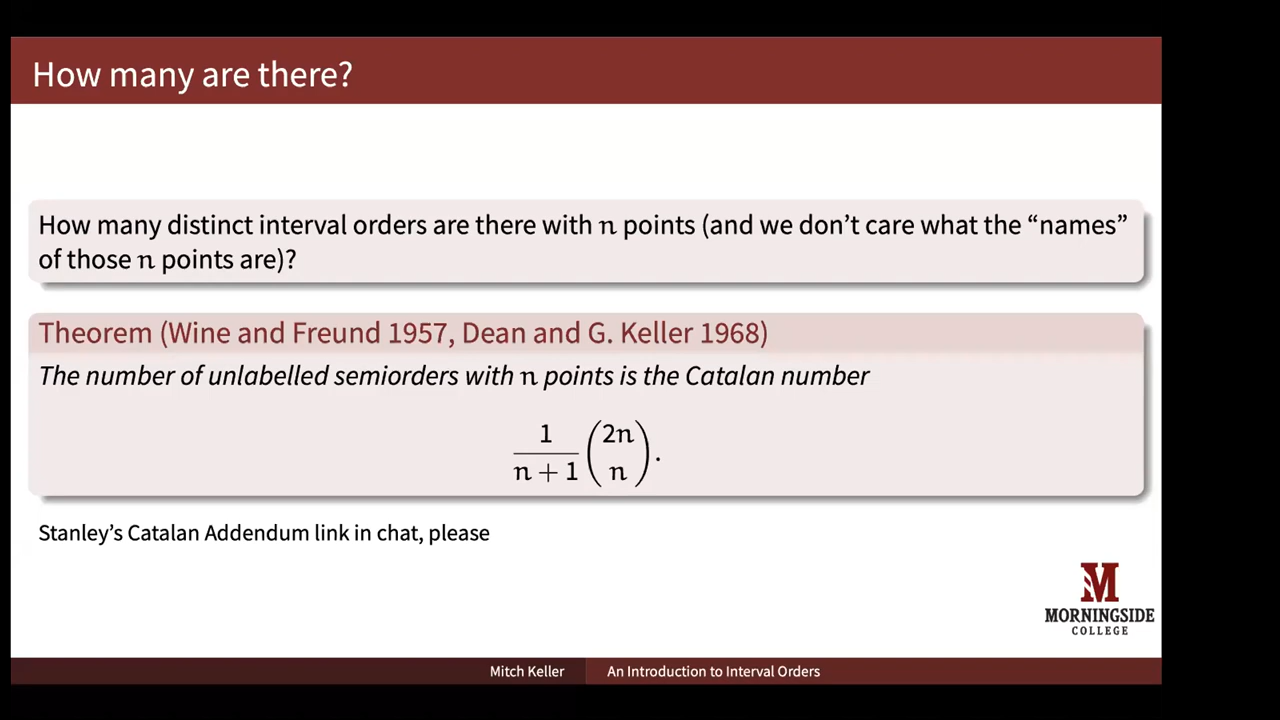 How many are there?
How many distinct interval orders are there with n points (and we don’t care what the “names”
of those n points are)?
Theorem (Wine and Freund 1957, Dean and G. Keller 1968)
The number of unlabelled semiorders with n points is the Catalan number
1/(n + 1) (2n n).
Stanley’s Catalan Addendum link in chat, please
M
MORNINGSIDE
COLLEGE
Mitch Keller An Introduction to Interval Orders